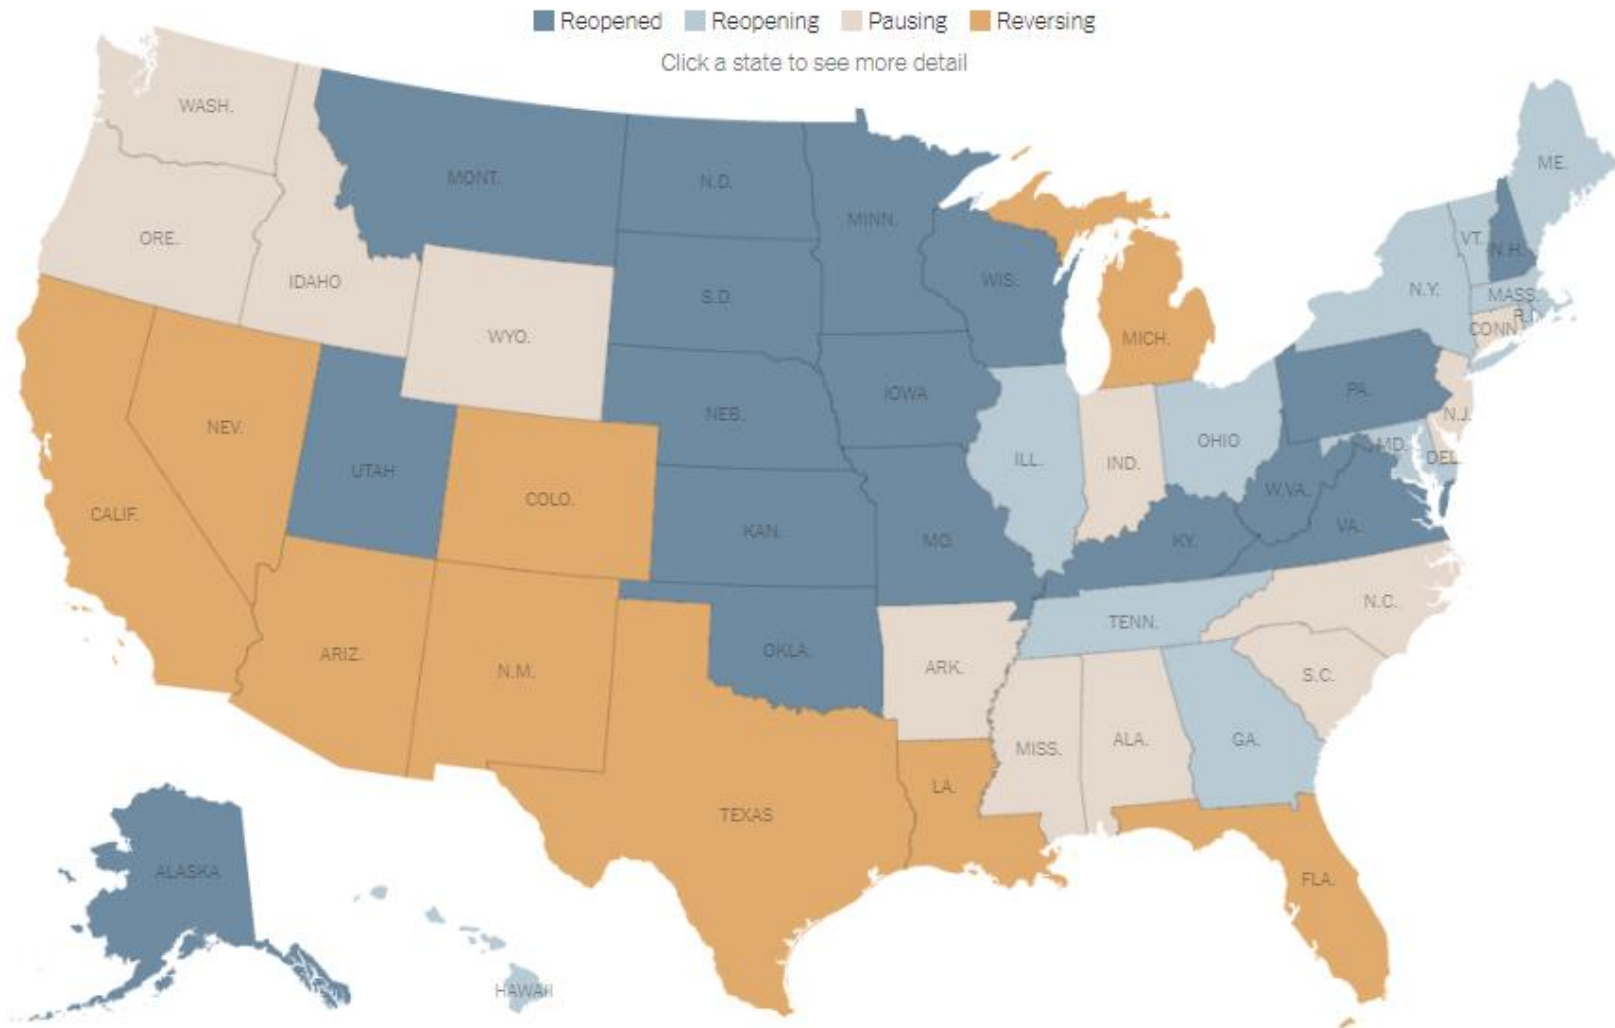 Reopened Reopening Pausing Reversing
Click a state to see more detail
WASH.
MONT.
N.D.
MINN.
ME.
ORE.
IDAHO
WYO.
S.D.
WIS.
MICH.
N.Y.
VT.
N.H.
MASS.
R.I.
CONN.
NEV.
UTAH
COLO.
NEB.
IOWA
ILL.
IND.
OHIO
PA.
N.J.
MD.
DEL.
CALIF.
KAN.
MO.
KY.
W.VA.
VA.
ARIZ.
N.M.
OKLA.
ARK.
TENN.
N.C.
S.C.
TEXAS
LA.
MISS.
ALA.
GA.
FLA.
ALASKA
HAWAII